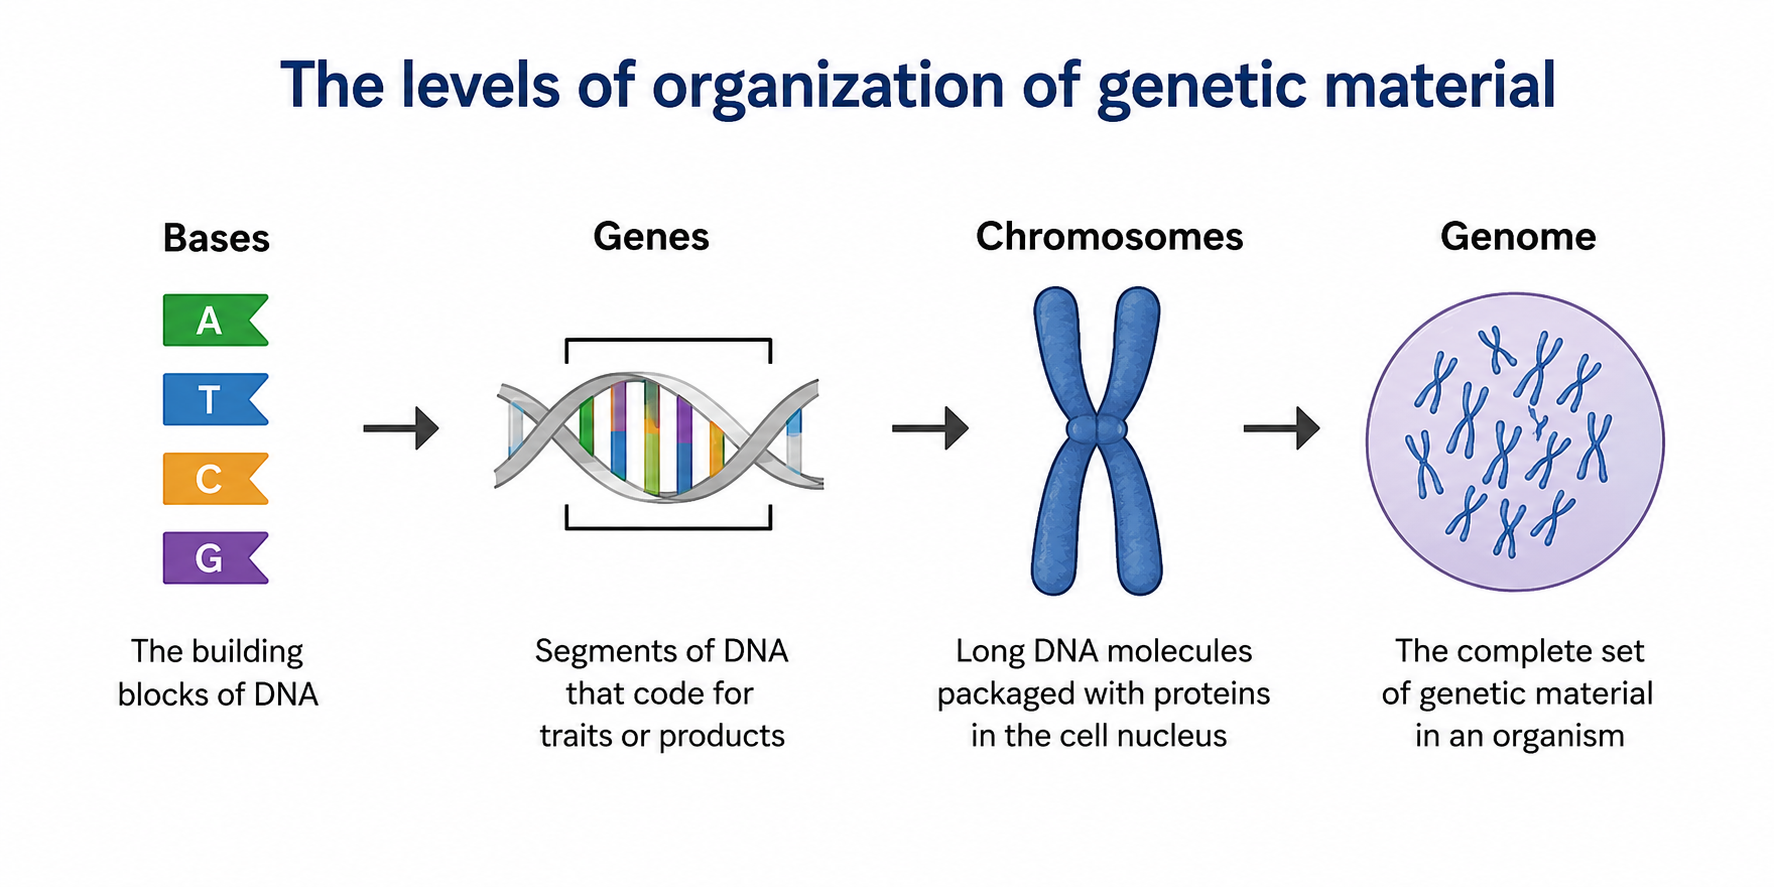 The levels of organization of genetic material
Bases
A
T
C
G
The building
blocks of DNA
Genes
Segments of DNA
that code for
traits or products
Chromosomes
Long DNA molecules
packaged with proteins
in the cell nucleus
Genome
The complete set
of genetic material
in an organism